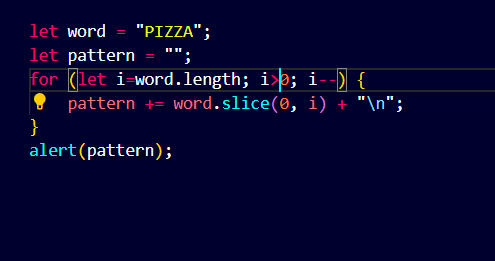 let word = "PIZZA";
let pattern = "";
for (let i=word.length; i>0; i--) {
    pattern += word.slice(0, i) + "\n";
}
alert(pattern);